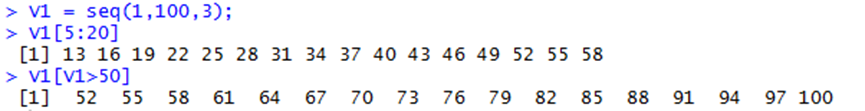 > v1 = seq(1,100,3);
> v1[5:20]
[1] 13 16 19 22 25 28 31 34 37 40 43 46 49 52 55 58
> v1[v1>50]
[1] 52 55 58 61 64 67 70 73 76 79 82 85 88 91 94 97 100